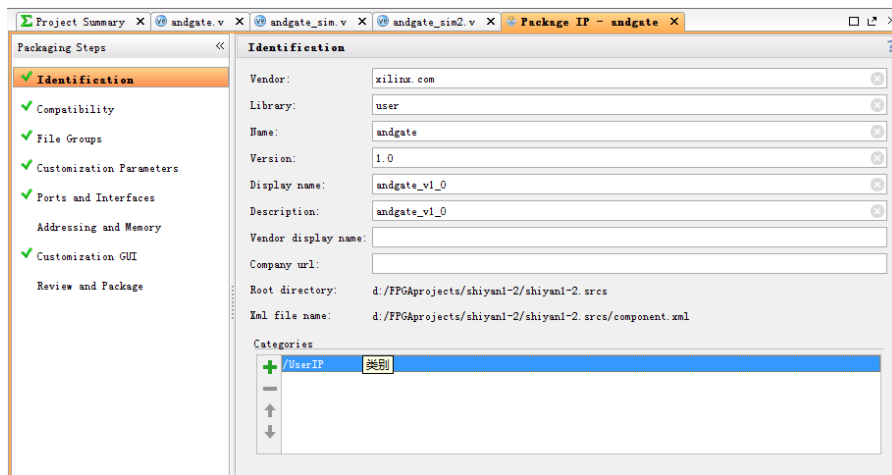 Project Summary andgate.v andgate_sim.v andgate_sim2.v Package IP - andgate
Packaging Steps
Identification
Compatibility
File Groups
Customization Parameters
Ports and Interfaces
Addressing and Memory
Customization GUI
Review and Package
Identification
Vendor: xilinx.com
Library: user
Name: andgate
Version: 1.0
Display name: andgate_v1_0
Description: andgate_v1_0
Vendor display name:
Company url:
Root directory: d:/FPGAprojects/shiyan1-2/shiyan1-2.srcs
Xml file name: d:/FPGAprojects/shiyan1-2/shiyan1-2.srcs/component.xml
Categories
/UserIP 类别